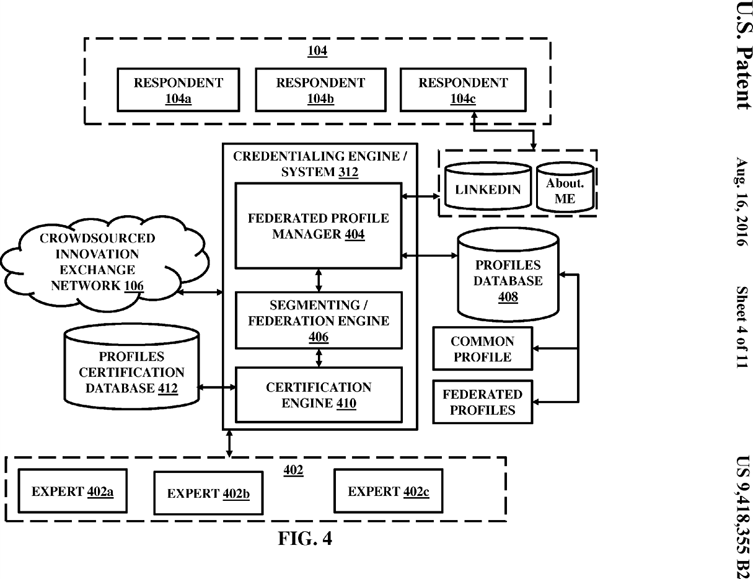 U.S. Patent
Aug. 16, 2016
Sheet 4 of 11
US 9,418,355 B2
104
RESPONDENT
104a
RESPONDENT
104b
RESPONDENT
104c
CREDENTIALING ENGINE /
SYSTEM 312
LINKEDIN
About.
ME
FEDERATED PROFILE
MANAGER 404
CROWDSOURCED
INNOVATION
EXCHANGE
NETWORK 106
PROFILES
DATABASE
408
SEGMENTING /
FEDERATION ENGINE
406
COMMON
PROFILE
PROFILES
CERTIFICATION
DATABASE 412
CERTIFICATION
ENGINE 410
FEDERATED
PROFILES
402
EXPERT 402a
EXPERT 402b
EXPERT 402c
FIG. 4